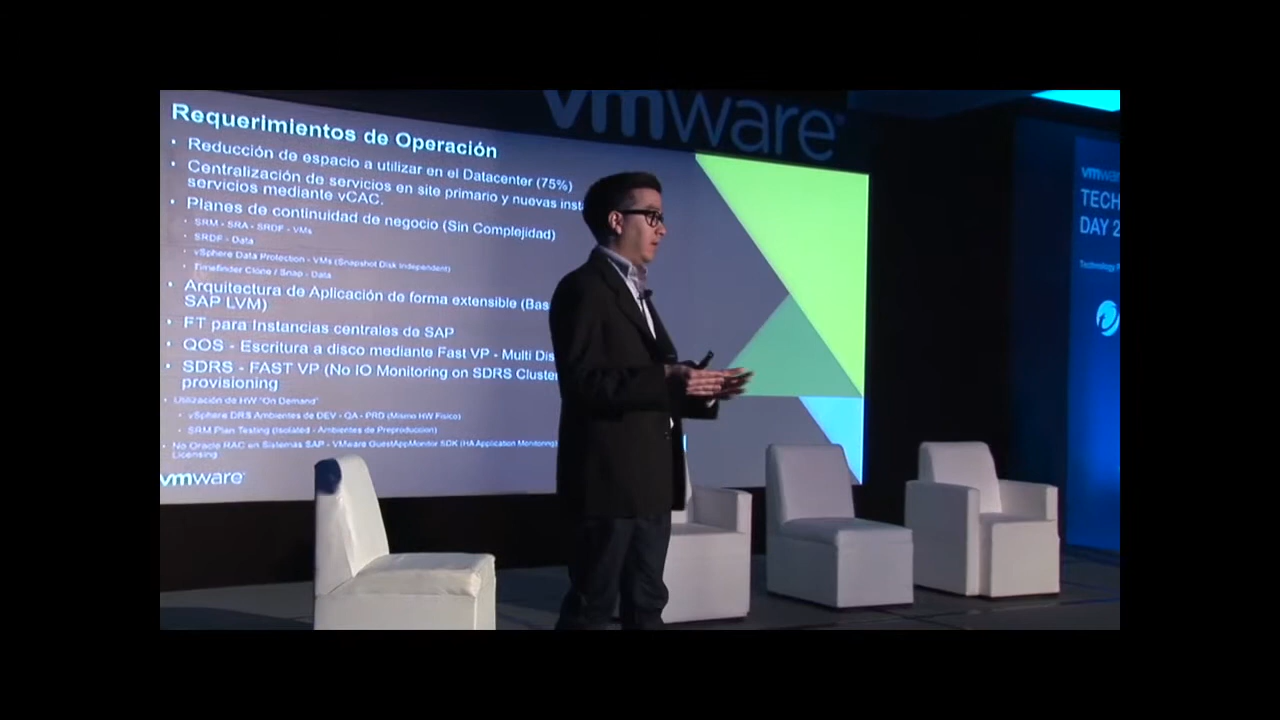 vmware
Requerimientos de Operación
• Reducción de espacio a utilizar en el Datacenter (75%)
• Centralización de servicios en site primario y nuevas
servicios mediante vCAC.
• Planes de continuidad de negocio (Sin Complejidad)
• SRM - SRA - SRDF - VMs
• SRDF - Data
• vSphere Data Protection - VMs (Snapshot Disk Independent)
• Timefinder Clone / Snap - Data
• Arquitectura de Aplicación de forma extensible
SAP LVM)
• FT para Instancias centrales de SAP
• QOS - Escritura a disco mediante Fast VP - Multi
• SDRS - FAST VP (No IO Monitoring on SDRS Cluster
provisioning
• Utilización de HW "On Demand"
• vSphere DRS Ambientes de DEV - QA - PRD (Mismo HW Fisico)
• SRM Plan Testing (Isolated - Ambientes de Preproduccion)
• No Oracle RAC en Sistemas SAP - VMware GuestAppMonitor SDK (HA Application Monitoring)
Licensing
vmware
vmwar
TECH
DAY 2
Technology P